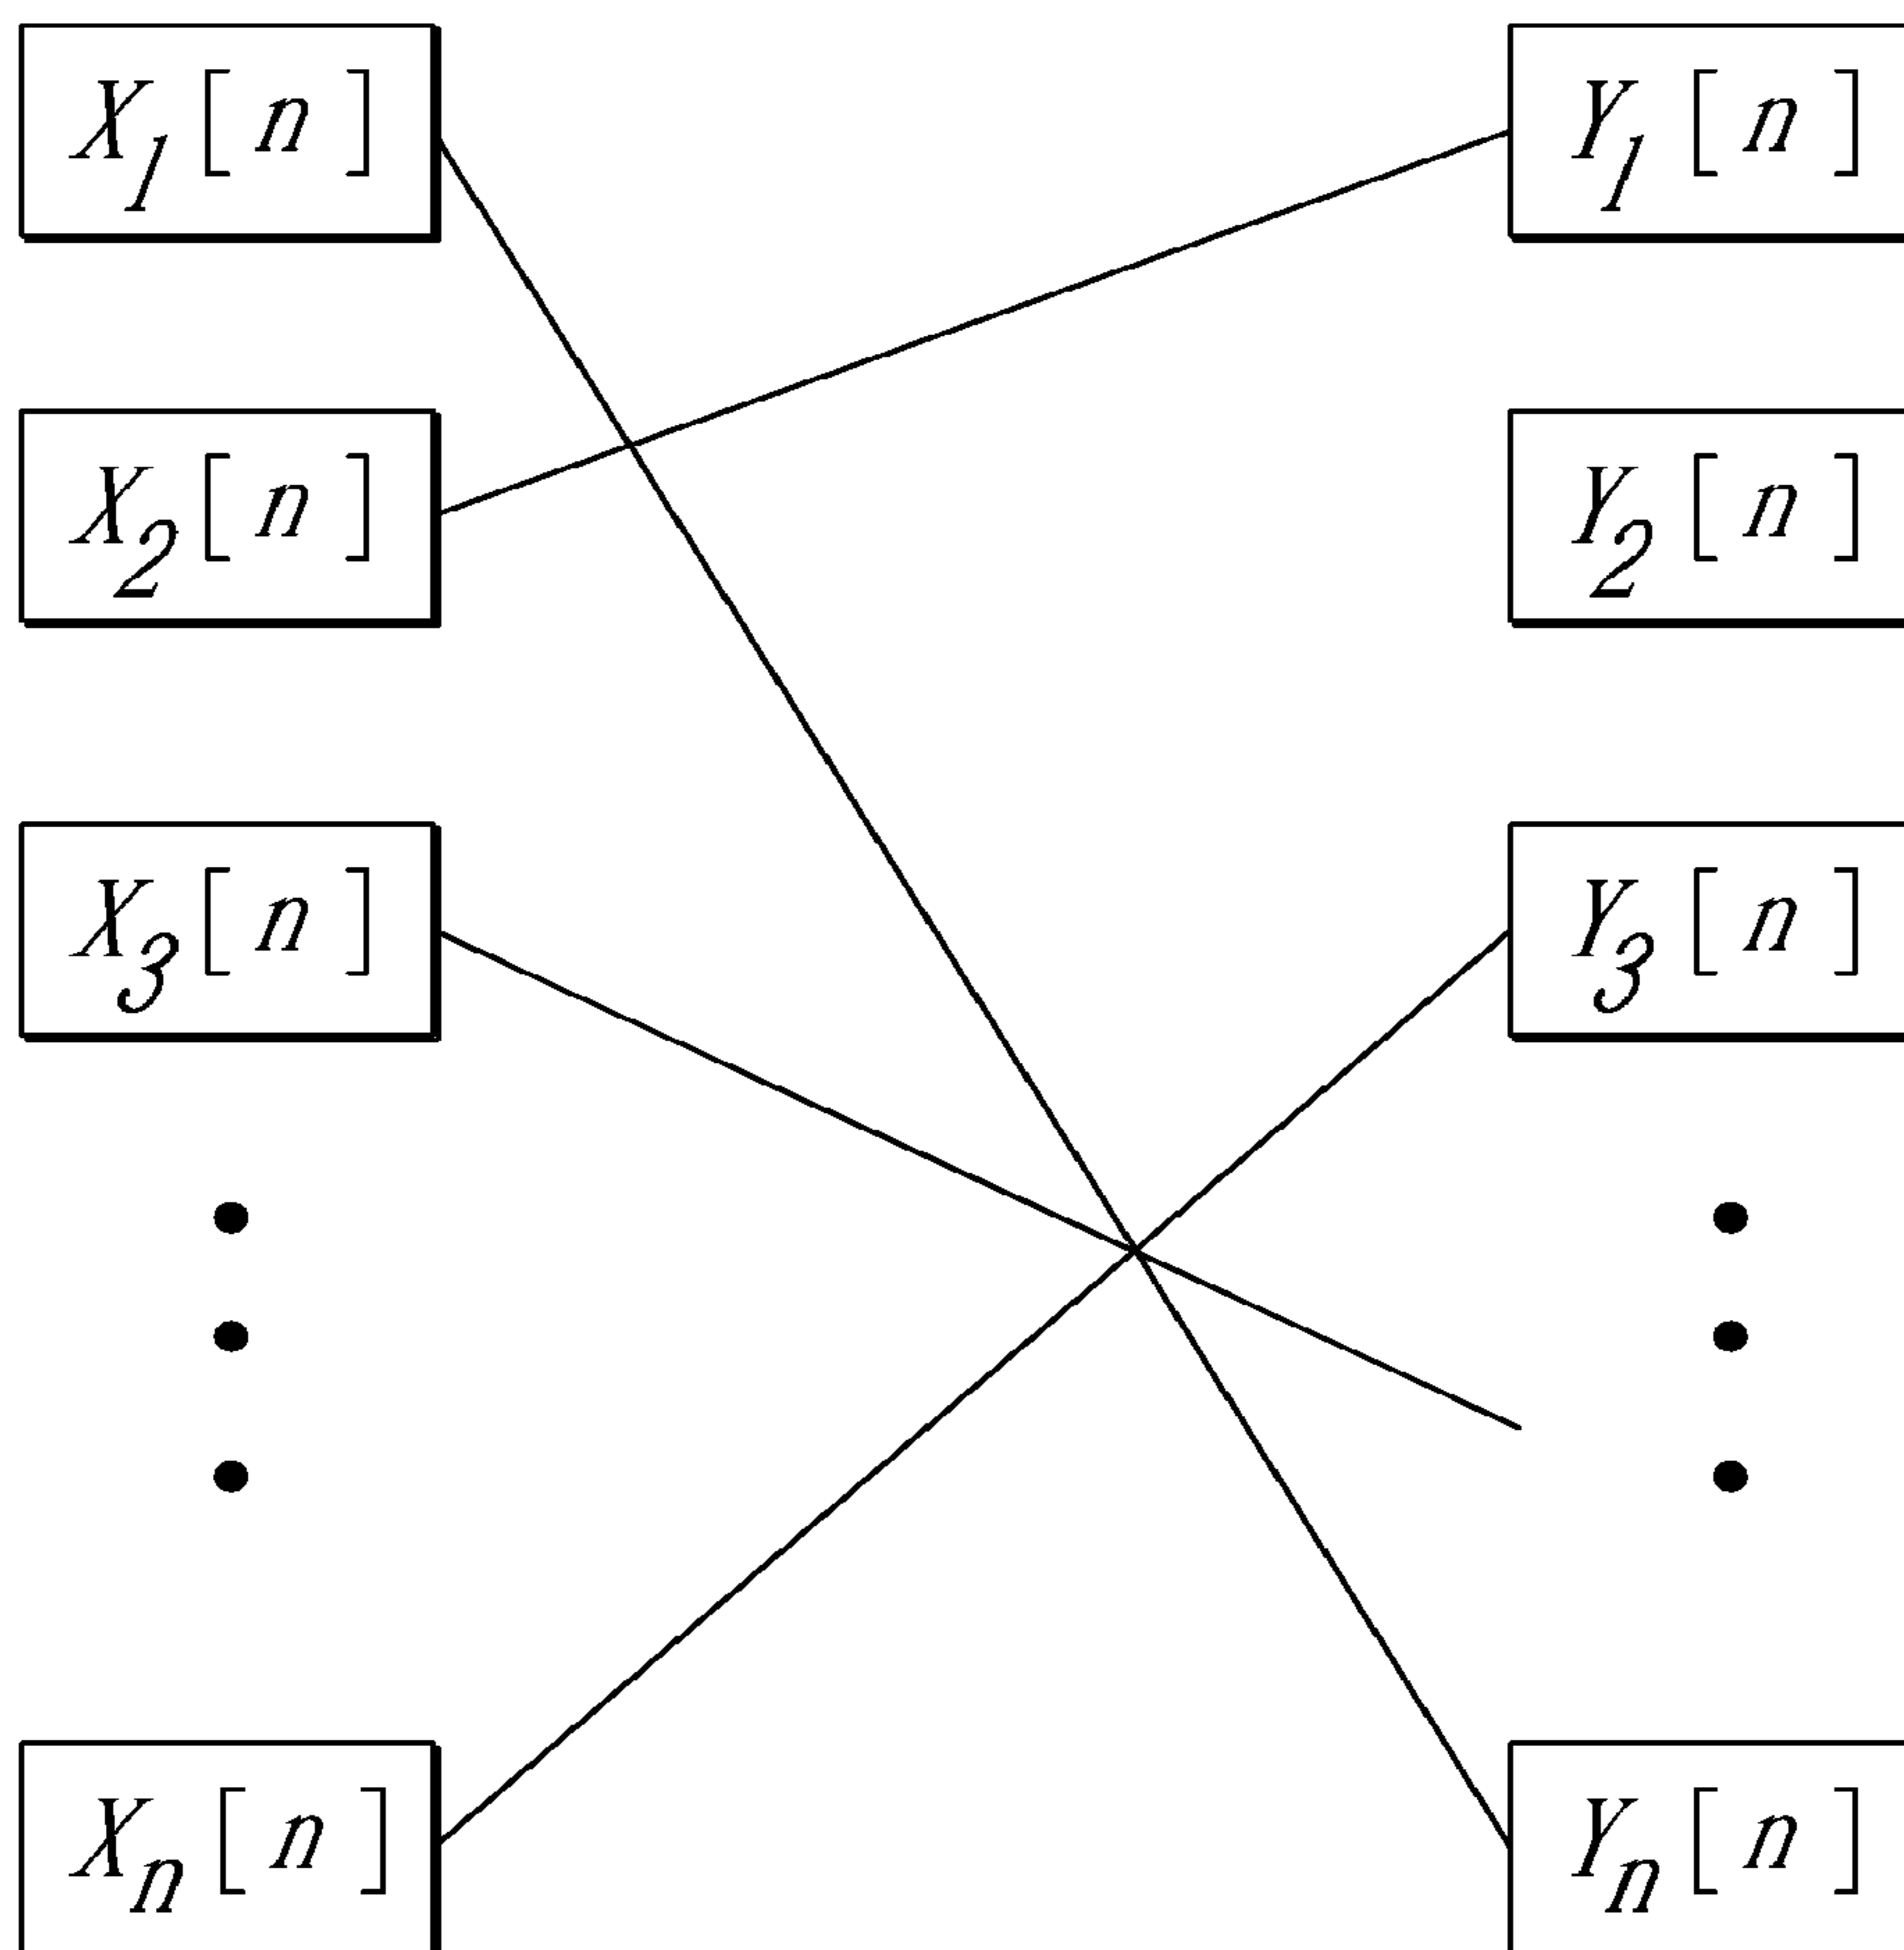 X1 [ n ] Y1 [ n ]
X2 [ n ] Y2 [ n ]
X3 [ n ] Y3 [ n ]
Xn [ n ] Yn [ n ]